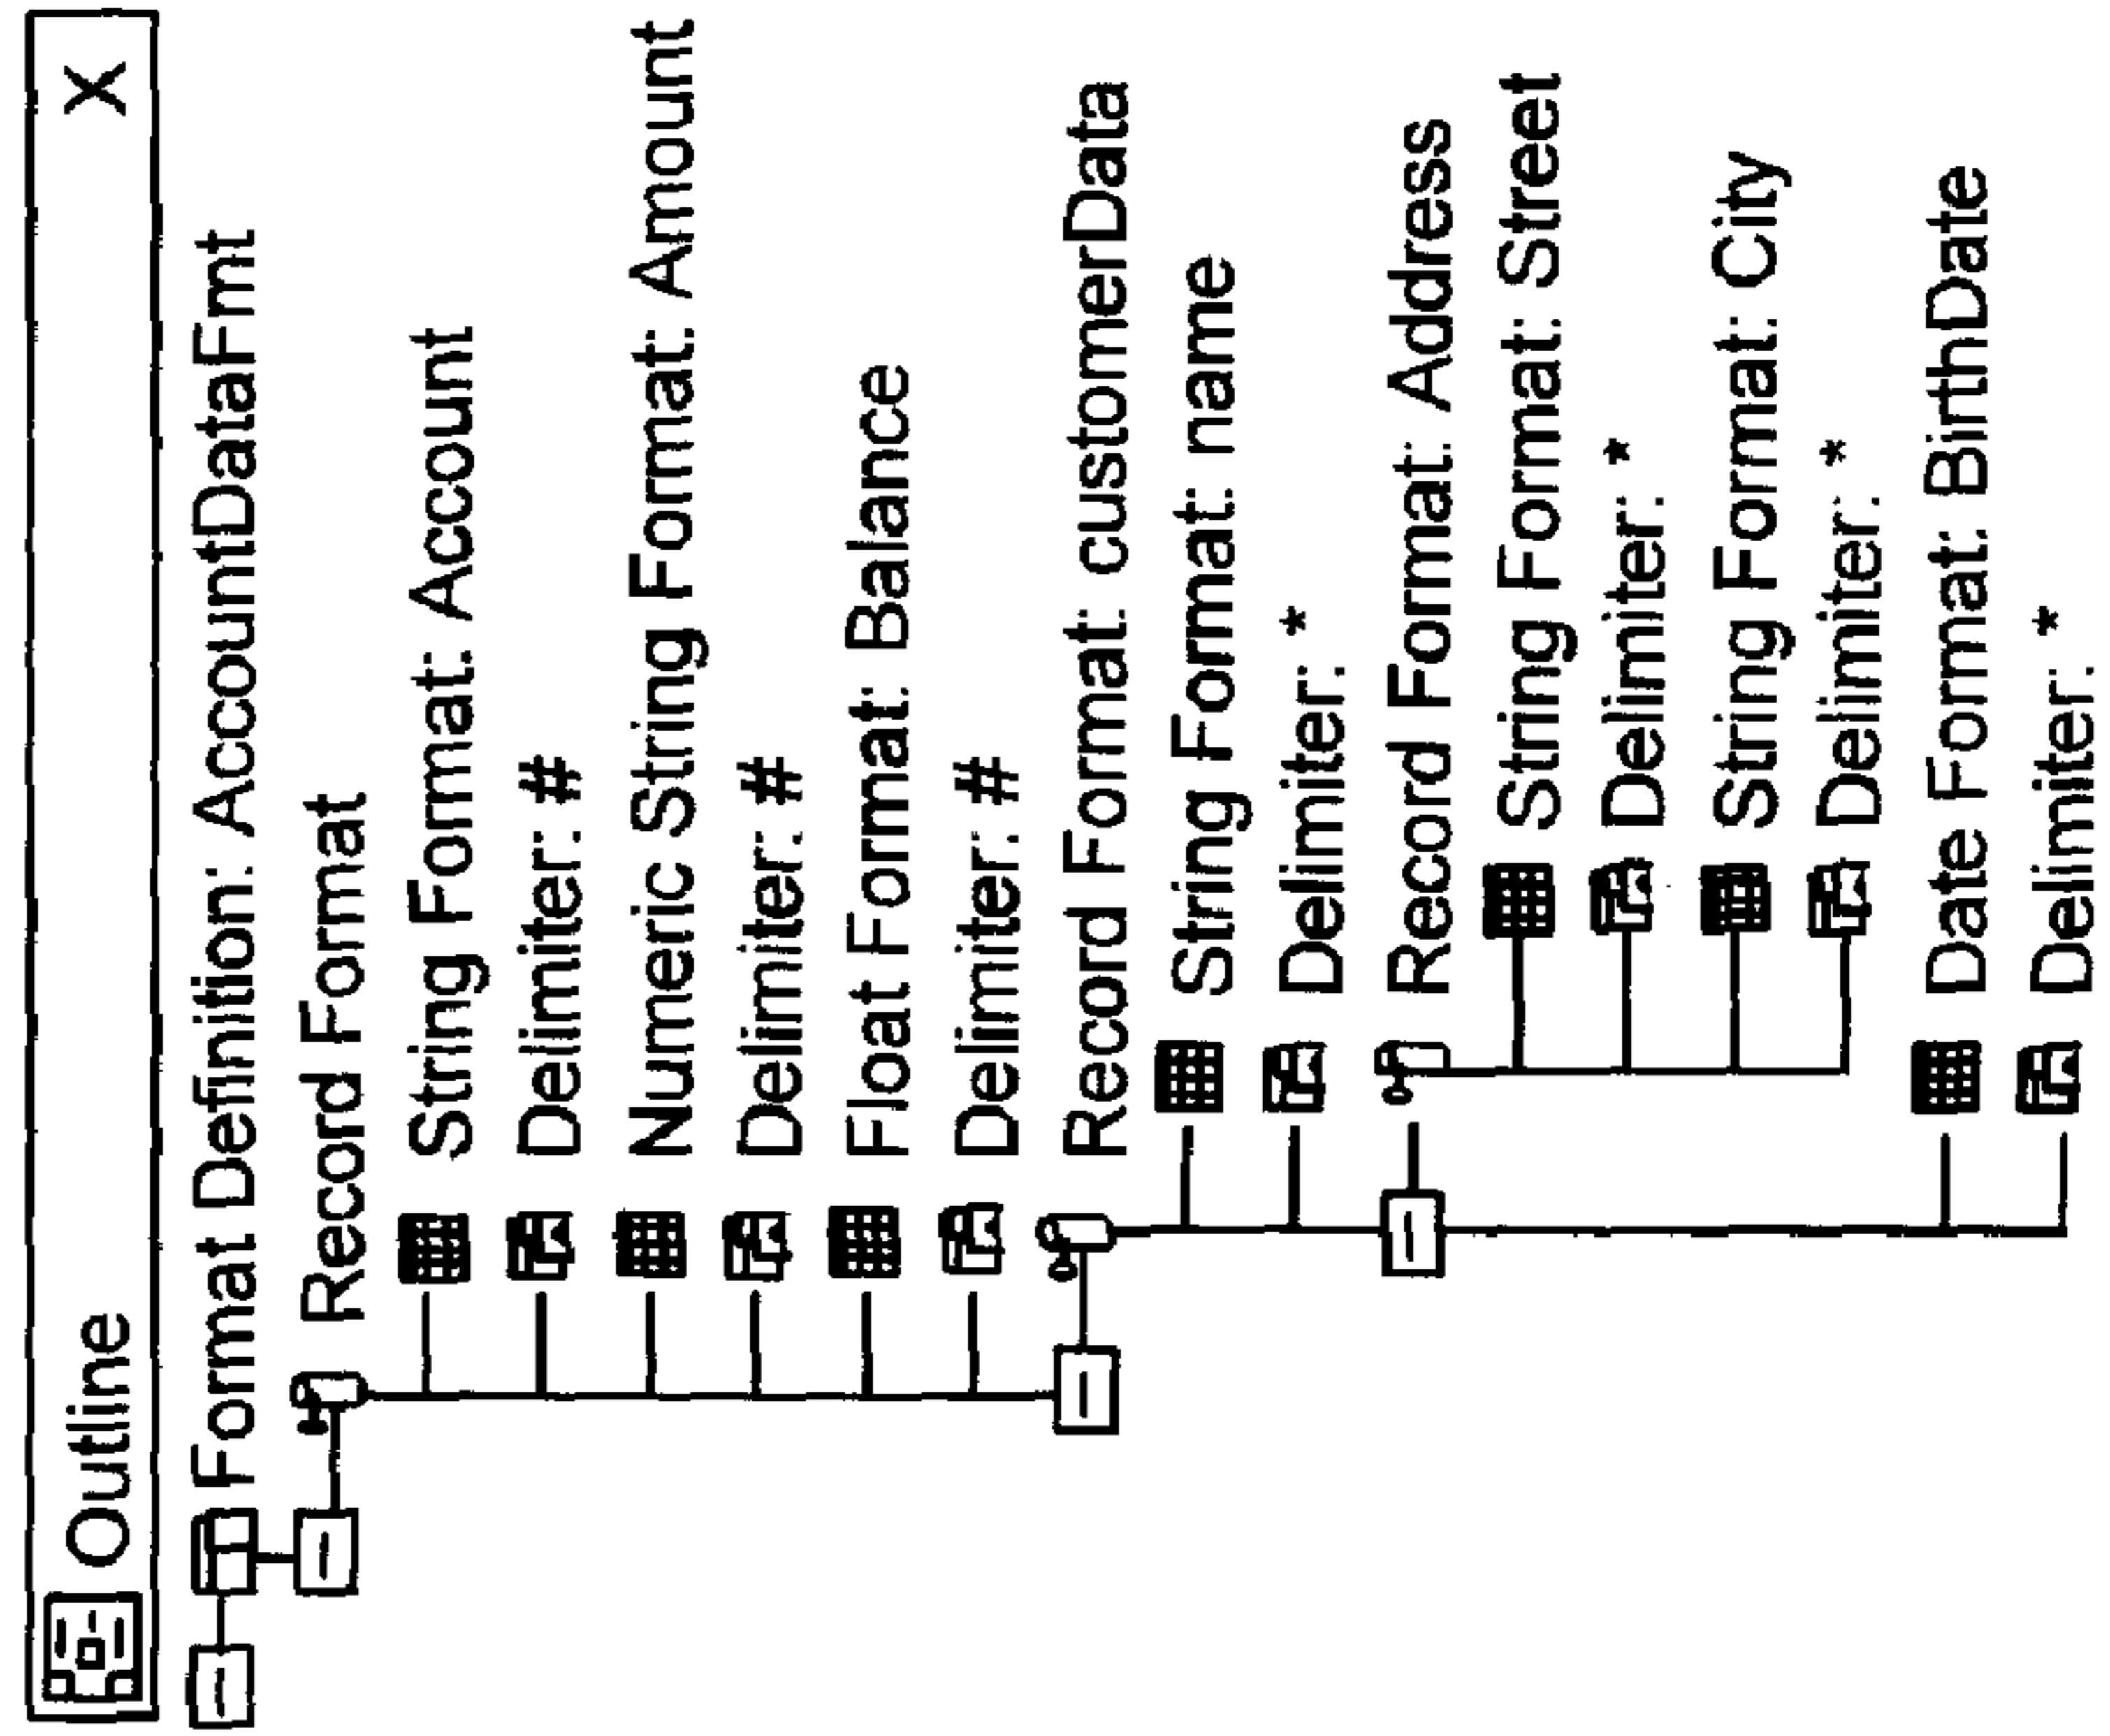 Outline X
Format Definition: AccountDataFmt
Record Format
String Format: Account
Delimiter: #
Numeric String Format: Amount
Delimiter: #
Float Format: Balance
Delimiter: #
Record Format: customerData
String Format: name
Delimiter: *
Record Format: Address
String Format: Street
Delimiter: *
String Format: City
Delimiter: *
Date Format: BirthDate
Delimiter: *